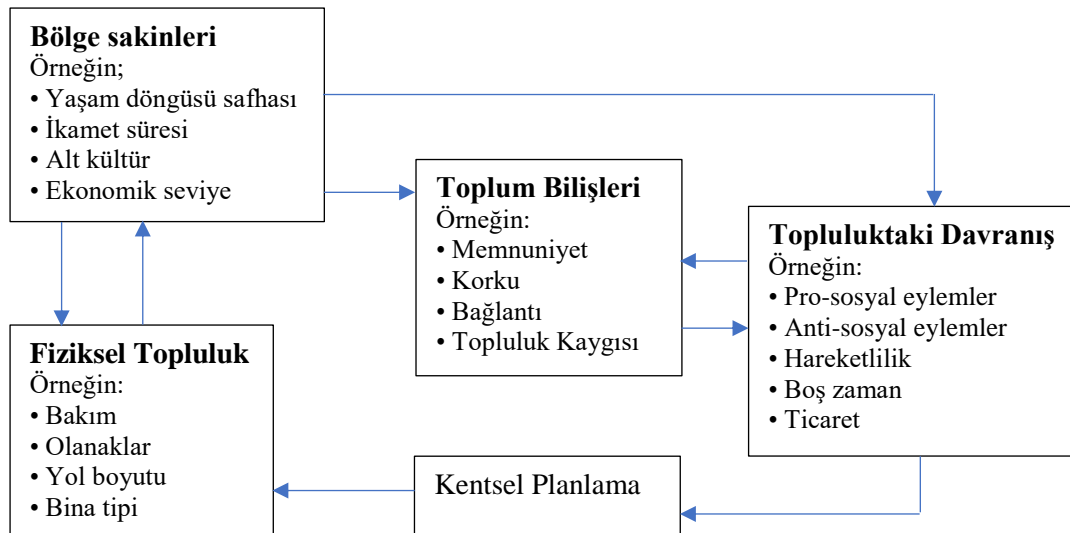 Bölge sakinleri
Örneğin;
• Yaşam döngüsü safhası
• İkamet süresi
• Alt kültür
• Ekonomik seviye
Toplum Bilişleri
Örneğin:
• Memnuniyet
• Korku
• Bağlantı
• Topluluk Kaygısı
Topluluktaki Davranış
Örneğin:
• Pro-sosyal eylemler
• Anti-sosyal eylemler
• Hareketlilik
• Boş zaman
• Ticaret
Fiziksel Topluluk
Örneğin:
• Bakım
• Olanaklar
• Yol boyutu
• Bina tipi
Kentsel Planlama